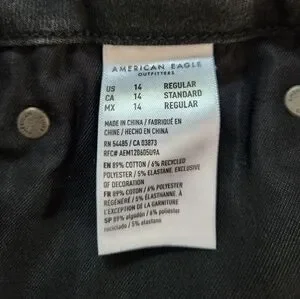 AMERICAN EAGLE
OUTFITTERS
US 14 REGULAR
CA 14 STANDARD
MX 14 REGULAR
MADE IN CHINA / FABRIQUÉ EN
CHINE / HECHO EN CHINA
RN 54485 / CA 03873
RFC# AEM120605U9A
EN 89% COTTON / 6% RECYCLED
POLYESTER / 5% ELASTANE. EXCLUSIVE
OF DECORATION
FR 89% COTON / 6% POLYESTER
RÉGÉNÉRÉ / 5% ÉLASTHANNE. À
L'EXCEPTION DE LA GARNITURE
SP 89% algodón / 6% poliéster
reciclado / 5% elastano